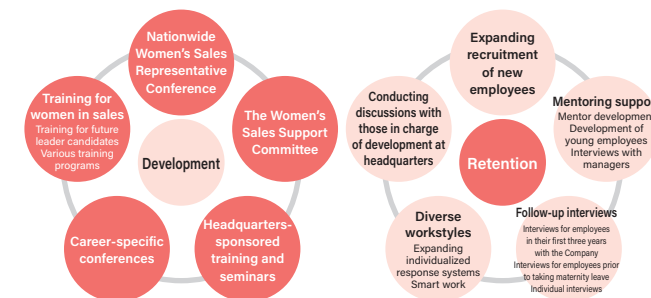 Nationwide
Women's Sales
Representative
Conference
Training for
women in sales
Training for future
leader candidates
Various training
programs
The Women's
Sales Support
Committee
Development
Career-specific
conferences
Headquarters-
sponsored
training and
seminars
Expanding
recruitment
of new
employees
Conducting
discussions with
those in charge
of development at
headquarters
Mentoring suppo
Mentor developmen
Development of
young employees
Interviews with
managers
Retention
Diverse
workstyles
Expanding
individualized
response systems
Smart work
Follow-up interviews
Interviews for employees
in their first three years
with the Company
Interviews for employees prior
to taking maternity leave
Individual interviews